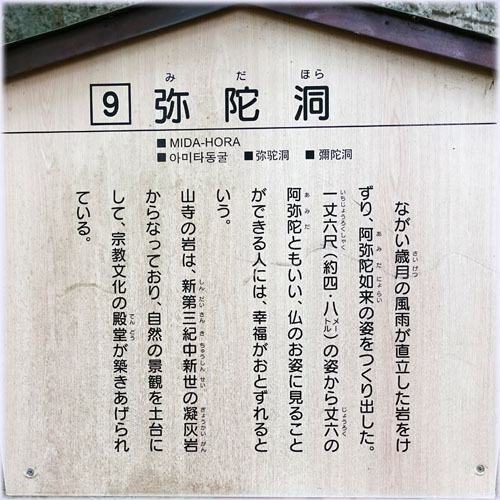 9 弥陀洞
みだほら
■ MIDA-HORA
■ 아미타동굴 ■ 弥驼洞 ■ 彌陀洞
ながい歳月の風雨が直立した岩をけ
ずり、阿弥陀如来の姿をつくり出した。
一丈六尺（約四・八メートル）の姿から丈六の
阿弥陀ともいい、仏のお姿に見ること
ができる人には、幸福がおとずれると
いう。
山寺の岩は、新第三紀中新世の凝灰岩
からなっており、自然の景観を土台に
して、宗教文化の殿堂が築きあげられ
ている。